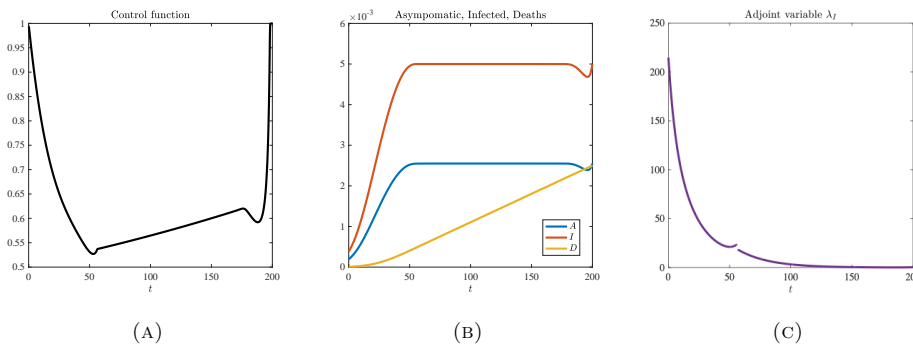 Control function
1
0.95
0.9
0.85
0.8
0.75
0.7
0.65
0.6
0.55
0.5
0 50 100 150 200
t
(A)
Asympomatic, Infected, Deaths
×10⁻³
6
5
4
3
2
1
0
0 50 100 150 200
t
A
I
D
(B)
Adjoint variable λ_I
250
200
150
100
50
0
0 50 100 150 200
t
(C)